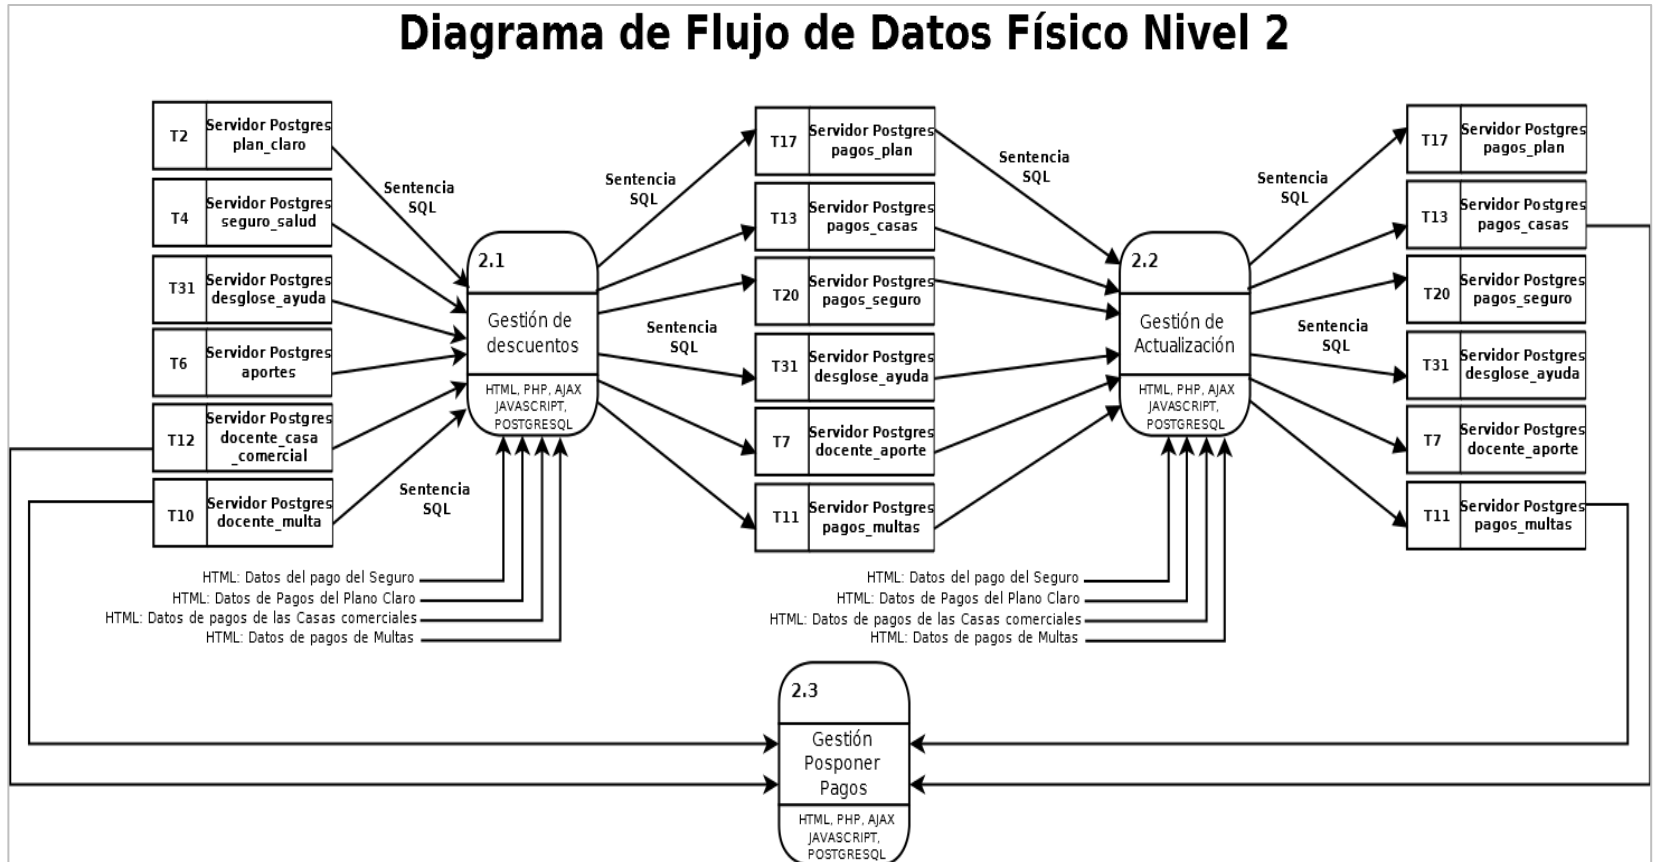 Diagrama de Flujo de Datos Físico Nivel 2
T2
Servidor Postgres
plan_claro
T4
Servidor Postgres
seguro_salud
T31
Servidor Postgres
desglose_ayuda
T6
Servidor Postgres
aportes
T12
Servidor Postgres
docente_casa
_comercial
T10
Servidor Postgres
docente_multa
Sentencia
SQL
Sentencia
SQL
2.1
Gestión de
descuentos
HTML, PHP, AJAX
JAVASCRIPT,
POSTGRESQL
HTML: Datos del pago del Seguro
HTML: Datos de Pagos del Plano Claro
HTML: Datos de pagos de las Casas comerciales
HTML: Datos de pagos de Multas
Sentencia
SQL
Sentencia
SQL
T17
Servidor Postgres
pagos_plan
T13
Servidor Postgres
pagos_casas
T20
Servidor Postgres
pagos_seguro
T31
Servidor Postgres
desglose_ayuda
T7
Servidor Postgres
docente_aporte
T11
Servidor Postgres
pagos_multas
Sentencia
SQL
2.2
Gestión de
Actualización
HTML, PHP, AJAX
JAVASCRIPT,
POSTGRESQL
HTML: Datos del pago del Seguro
HTML: Datos de Pagos del Plano Claro
HTML: Datos de pagos de las Casas comerciales
HTML: Datos de pagos de Multas
Sentencia
SQL
Sentencia
SQL
T17
Servidor Postgres
pagos_plan
T13
Servidor Postgres
pagos_casas
T20
Servidor Postgres
pagos_seguro
T31
Servidor Postgres
desglose_ayuda
T7
Servidor Postgres
docente_aporte
T11
Servidor Postgres
pagos_multas
2.3
Gestión
Posponer
Pagos
HTML, PHP, AJAX
JAVASCRIPT,
POSTGRESQL